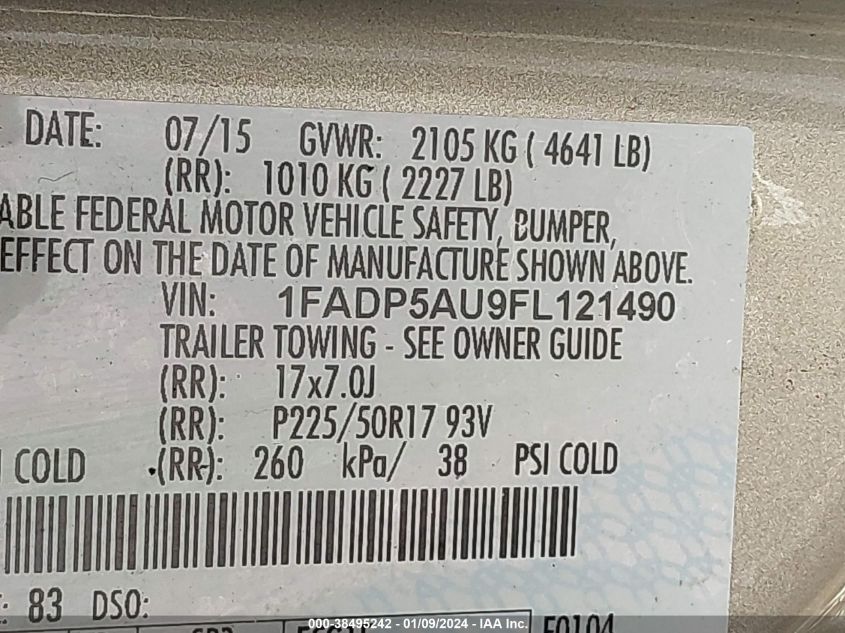 DATE: 07/15 GVWR: 2105 KG ( 4641 LB)
(RR): 1010 KG ( 2227 LB)
ABLE FEDERAL MOTOR VEHICLE SAFETY, BUMPER,
EFFECT ON THE DATE OF MANUFACTURE SHOWN ABOVE.
VIN: 1FADP5AU9FL121490
TRAILER TOWING - SEE OWNER GUIDE
(RR): 17x7.0J
(RR): P225/50R17 93V
COLD (RR): 260 kPa/ 38 PSI COLD
: 83 DSO:
F0104
000-38495242 - 01/09/2024 - IAA Inc.